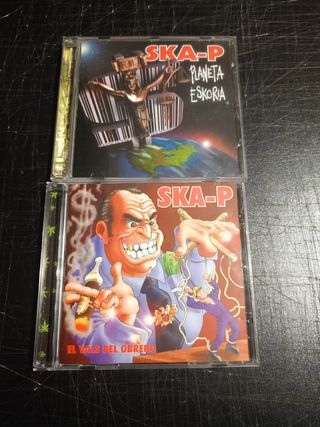 SKA-P
PLANETA
ESKORIA
SKA-P
EL VALS DEL OBRERO